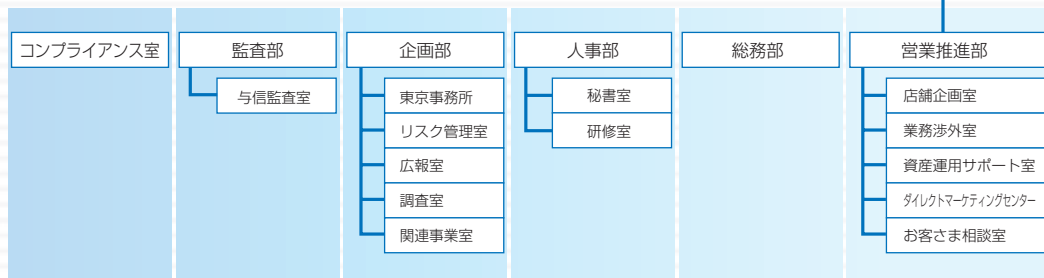 コンプライアンス室
監査部
与信監査室
企画部
東京事務所
リスク管理室
広報室
調査室
関連事業室
人事部
秘書室
研修室
総務部
営業推進部
店舗企画室
業務渉外室
資産運用サポート室
ダイレクトマーケティングセンター
お客さま相談室